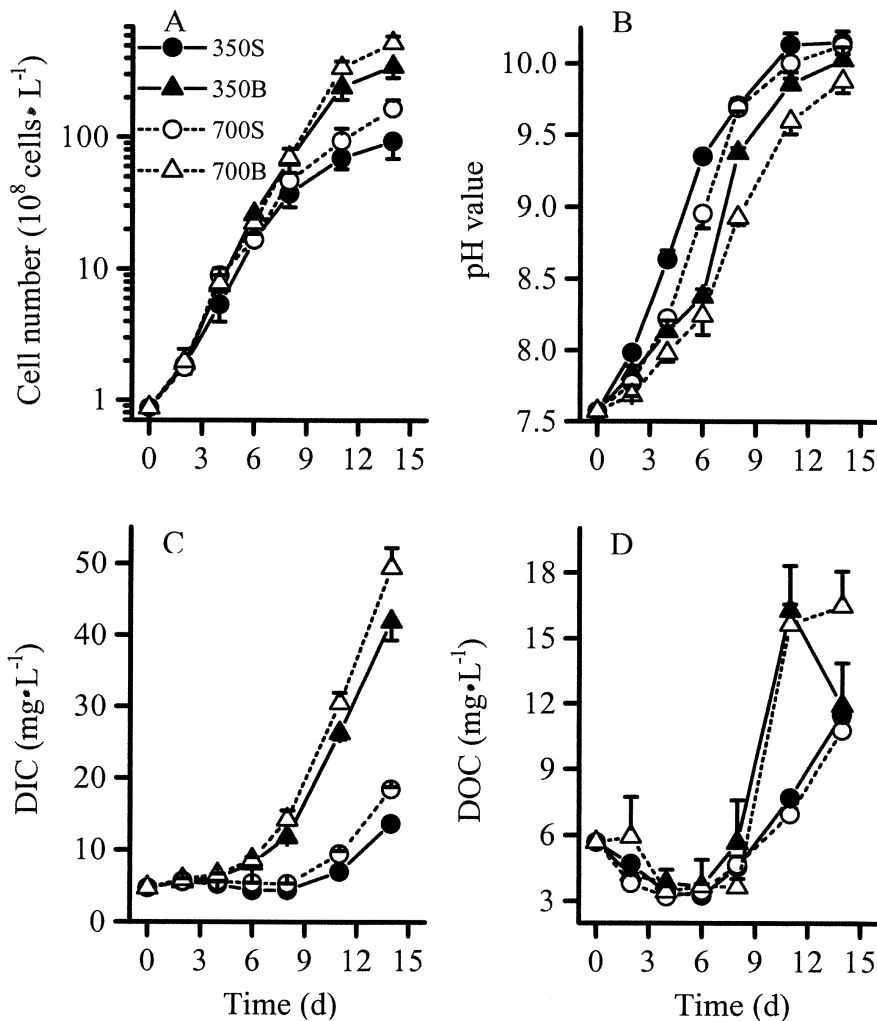 A
350S
350B
700S
700B
100
10
1
Cell number (10⁸ cells• L⁻¹)
0 3 6 9 12 15
B
10.0
9.5
9.0
8.5
8.0
7.5
pH value
0 3 6 9 12 15
C
50
40
30
20
10
0
DIC (mg•L⁻¹)
0 3 6 9 12 15
Time (d)
D
18
15
12
9
6
3
DOC (mg•L⁻¹)
0 3 6 9 12 15
Time (d)